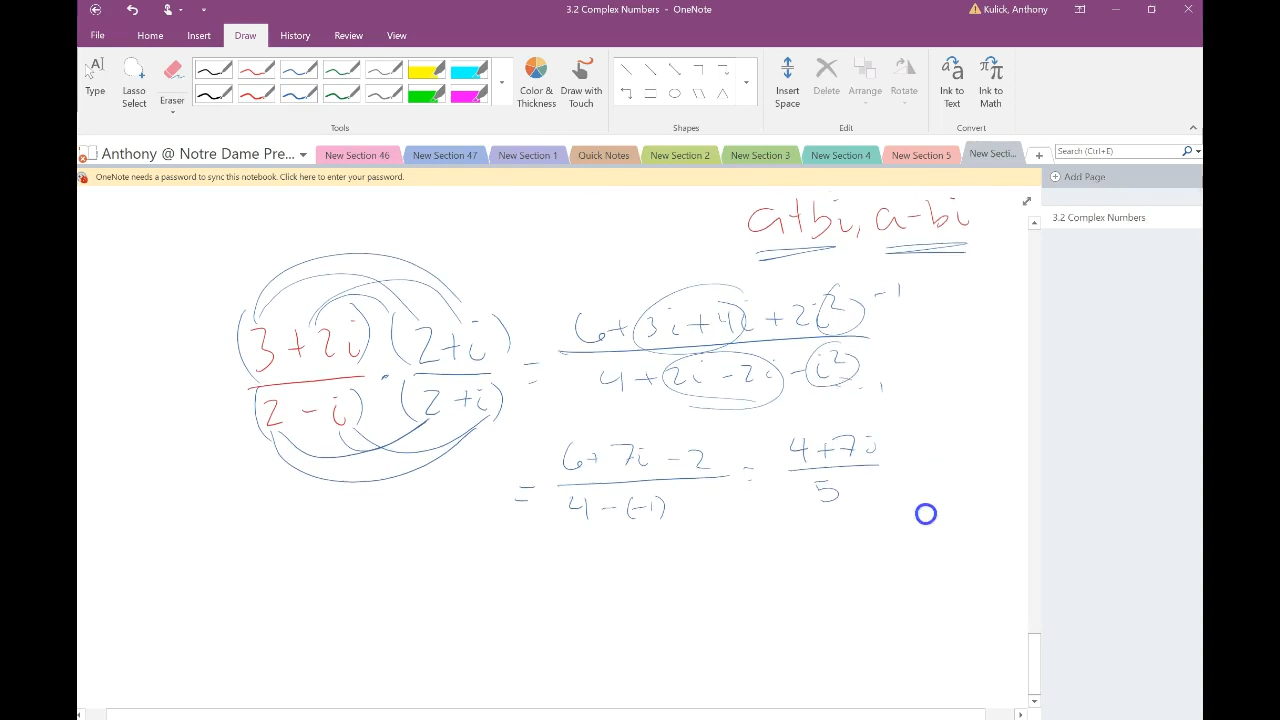 3.2 Complex Numbers - OneNote
Kulick, Anthony
File Home Insert Draw History Review View
Type
Lasso Select
Eraser
Color & Thickness
Draw with Touch
Insert Space
Delete
Arrange
Rotate
Ink to Text
Ink to Math
Tools Shapes Edit Convert
Anthony @ Notre Dame Pre... New Section 46 New Section 47 New Section 1 Quick Notes New Section 2 New Section 3 New Section 4 New Section 5 New Secti... Search (Ctrl+E)
OneNote needs a password to sync this notebook. Click here to enter your password.
Add Page
3.2 Complex Numbers
a+bi, a-bi
(3+2i)/(2-i) · (2+i)/(2+i) = (6+3i+4i+2i²)/(4+2i-2i-i²)
-1
-1
= (6+7i-2)/(4-(-1)) = (4+7i)/5